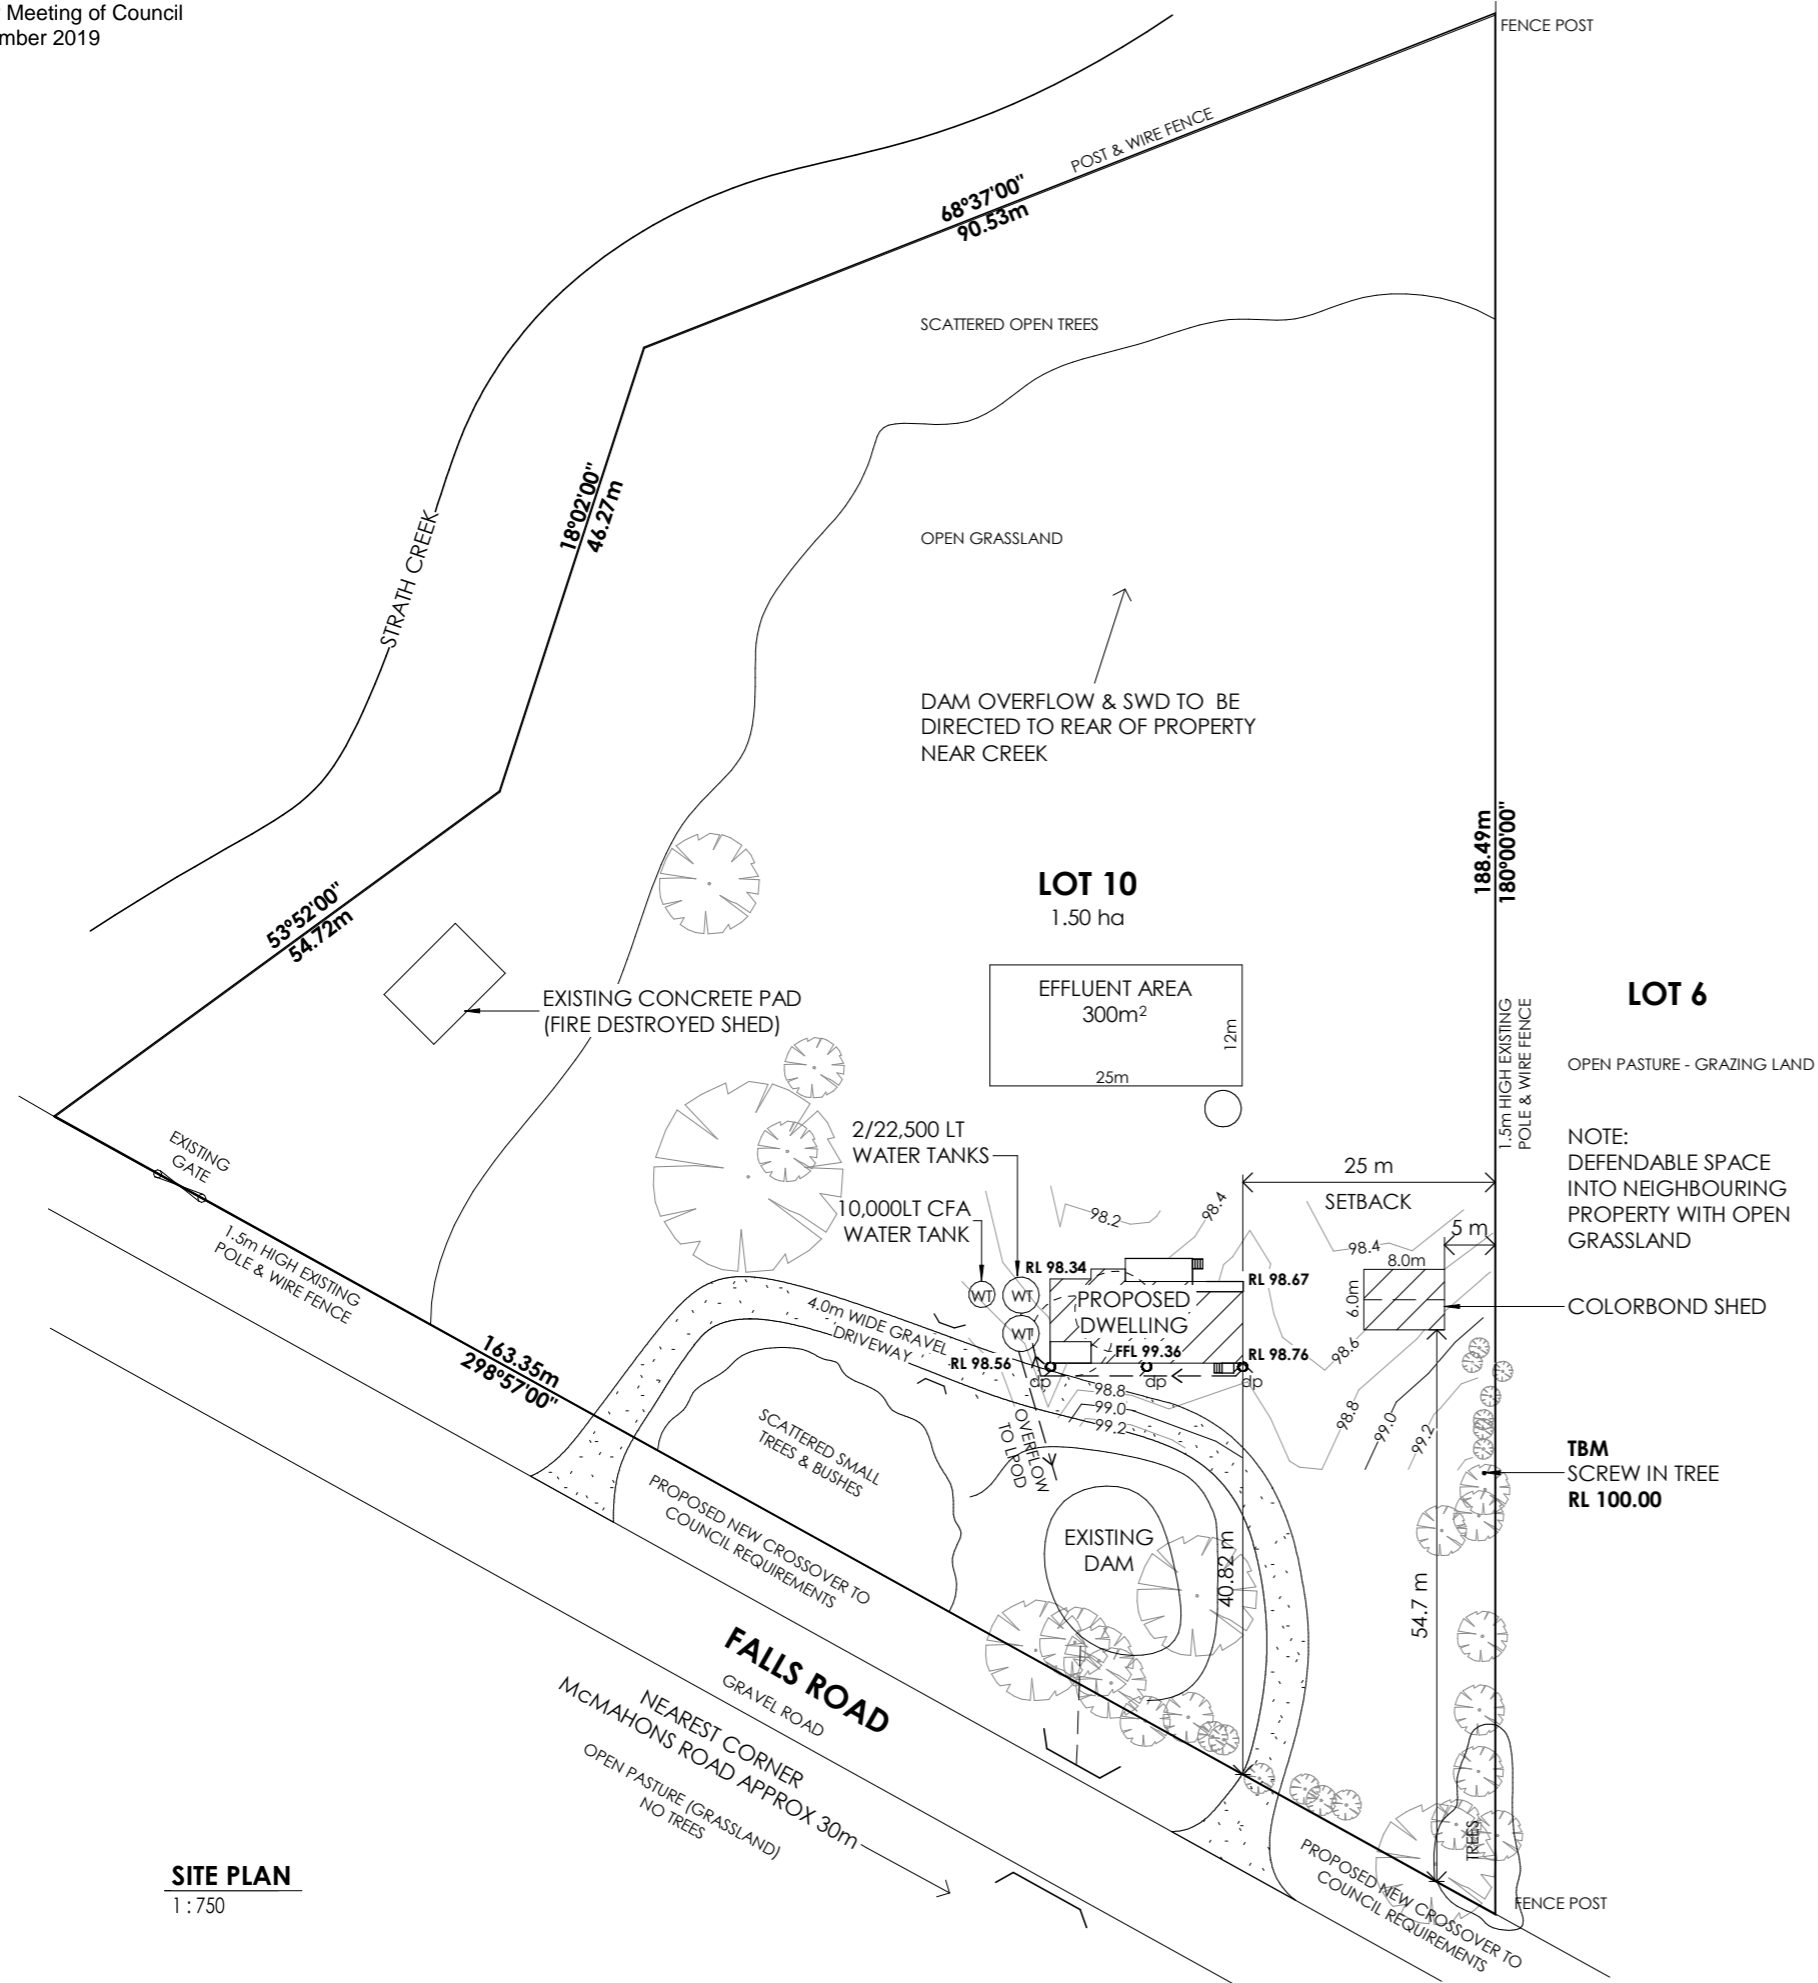 Meeting of Council
mber 2019
FENCE POST
POST & WIRE FENCE
68°37'00"
90.53m
SCATTERED OPEN TREES
18°02'00"
46.27m
STRATH CREEK
OPEN GRASSLAND
DAM OVERFLOW & SWD TO BE
DIRECTED TO REAR OF PROPERTY
NEAR CREEK
188.49m
180°00'00"
LOT 10
1.50 ha
53°52'00"
54.72m
EXISTING CONCRETE PAD
(FIRE DESTROYED SHED)
EFFLUENT AREA
300m²
12m
25m
1.5m HIGH EXISTING
POLE & WIRE FENCE
LOT 6
OPEN PASTURE - GRAZING LAND
NOTE:
DEFENDABLE SPACE
INTO NEIGHBOURING
PROPERTY WITH OPEN
GRASSLAND
EXISTING
GATE
2/22,500 LT
WATER TANKS
10,000LT CFA
WATER TANK
25 m
SETBACK
5 m
98.2
98.4
98.4
8.0m
6.0m
COLORBOND SHED
1.5m HIGH EXISTING
POLE & WIRE FENCE
RL 98.34
RL 98.67
WT
WT
WT
PROPOSED
DWELLING
FFL 99.36
RL 98.56
RL 98.76
dp
dp
dp
4.0m WIDE GRAVEL
DRIVEWAY
98.6
98.8
99.0
99.2
98.8
99.0
99.2
163.35m
298°57'00"
SCATTERED SMALL
TREES & BUSHES
OVERFLOW
TO LPOD
TBM
SCREW IN TREE
RL 100.00
PROPOSED NEW CROSSOVER TO
COUNCIL REQUIREMENTS
EXISTING
DAM
40.82 m
54.7 m
FALLS ROAD
GRAVEL ROAD
NEAREST CORNER
McMAHONS ROAD APPROX 30m
OPEN PASTURE (GRASSLAND)
NO TREES
TREES
PROPOSED NEW CROSSOVER TO
COUNCIL REQUIREMENTS
FENCE POST
SITE PLAN
1 : 750